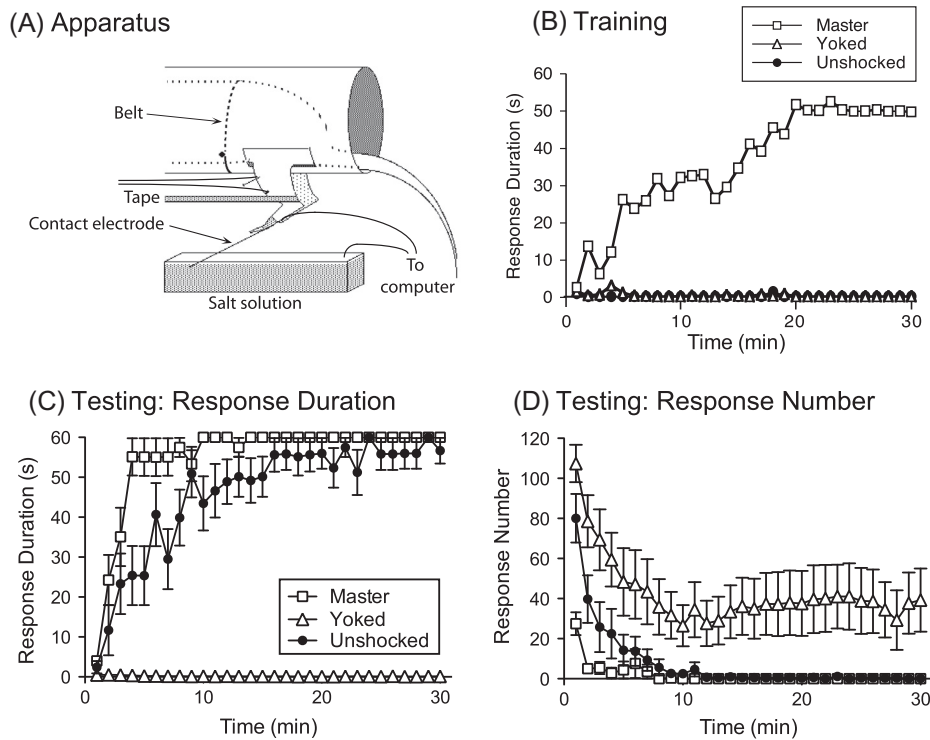 (A) Apparatus
Belt
Tape
Contact electrode
Salt solution
To
computer
(B) Training
Master
Yoked
Unshocked
Response Duration (s)
60
50
40
30
20
10
0
0 10 20 30
Time (min)
(C) Testing: Response Duration
Response Duration (s)
60
50
40
30
20
10
0
Master
Yoked
Unshocked
0 10 20 30
Time (min)
(D) Testing: Response Number
Response Number
120
100
80
60
40
20
0
0 10 20 30
Time (min)